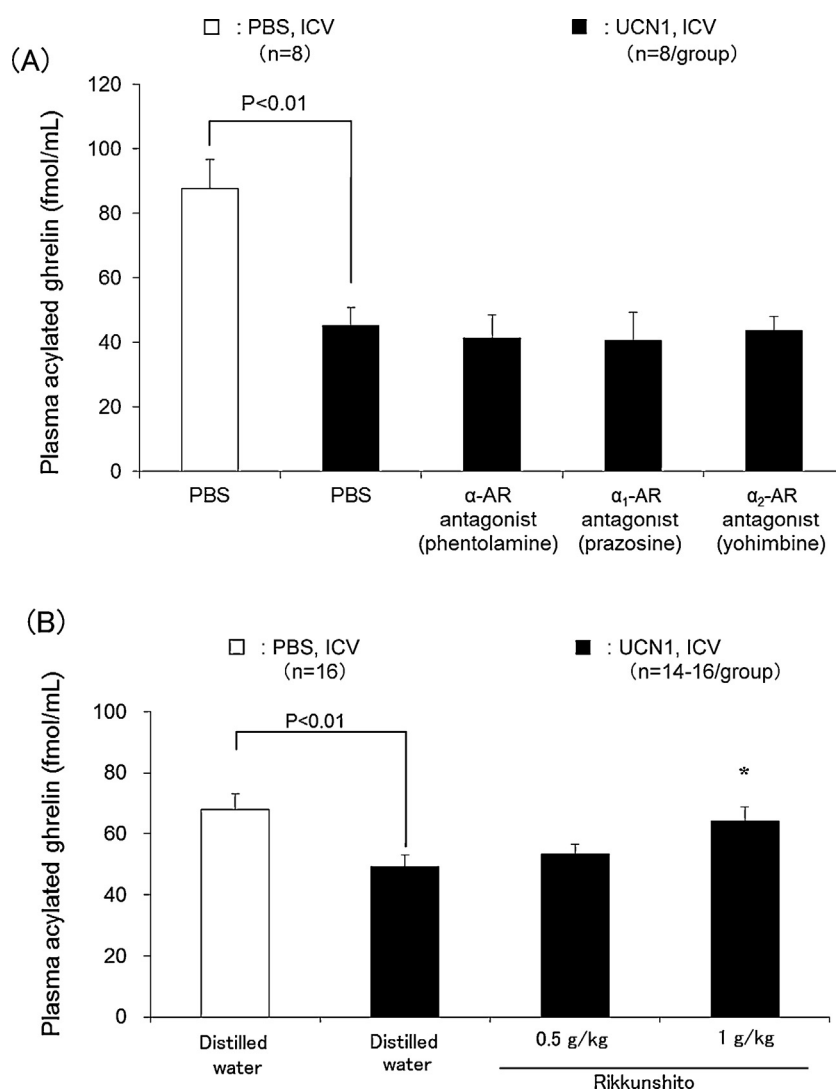 □ : PBS, ICV
(n=8)
■ : UCN1, ICV
(n=8/group)
(A)
Plasma acylated ghrelin (fmol/mL)
140
120
100
80
60
40
20
0
P<0.01
PBS
PBS
α-AR
antagonist
(phentolamine)
α₁-AR
antagonıst
(prazosine)
α₂-AR
antagonıst
(yohimbine)
(B)
□ : PBS, ICV
(n=16)
■ : UCN1, ICV
(n=14-16/group)
Plasma acylated ghrelin (fmol/mL)
100
80
60
40
20
0
P<0.01
*
Distilled
water
Distilled
water
0.5 g/kg
1 g/kg
Rikkunshito